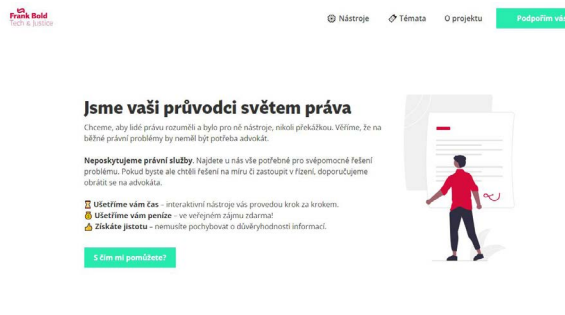 Frank Bold
Tech & Justice
Nástroje
Témata
O projektu
Podpořím vás
Jsme vaši průvodci světem práva
Chceme, aby lidé právu rozuměli a bylo pro ně nástroje, nikoli překážkou. Věříme, že na
běžné právní problémy by neměl být potřeba advokát.
Neposkytujeme právní služby. Najdete u nás vše potřebné pro svépomocné řešení
problému. Pokud byste ale chtěli řešení na míru či zastoupit v řízení, doporučujeme
obrátit se na advokáta.
Ušetříme vám čas – interaktivní nástroje vás provedou krok za krokem.
Ušetříme vám peníze – ve veřejném zájmu zdarma!
Získáte jistotu – nemusíte pochybovat o důvěryhodnosti informací.
S čím mi pomůžete?